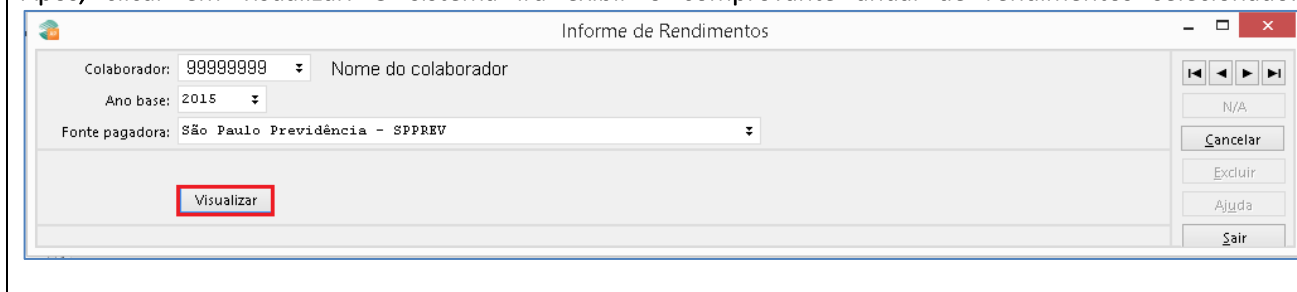 Informe de Rendimentos
Colaborador: 99999999 Nome do colaborador
Ano base: 2015
Fonte pagadora: São Paulo Previdência - SPPREV
Visualizar
N/A
Cancelar
Excluir
Ajuda
Sair